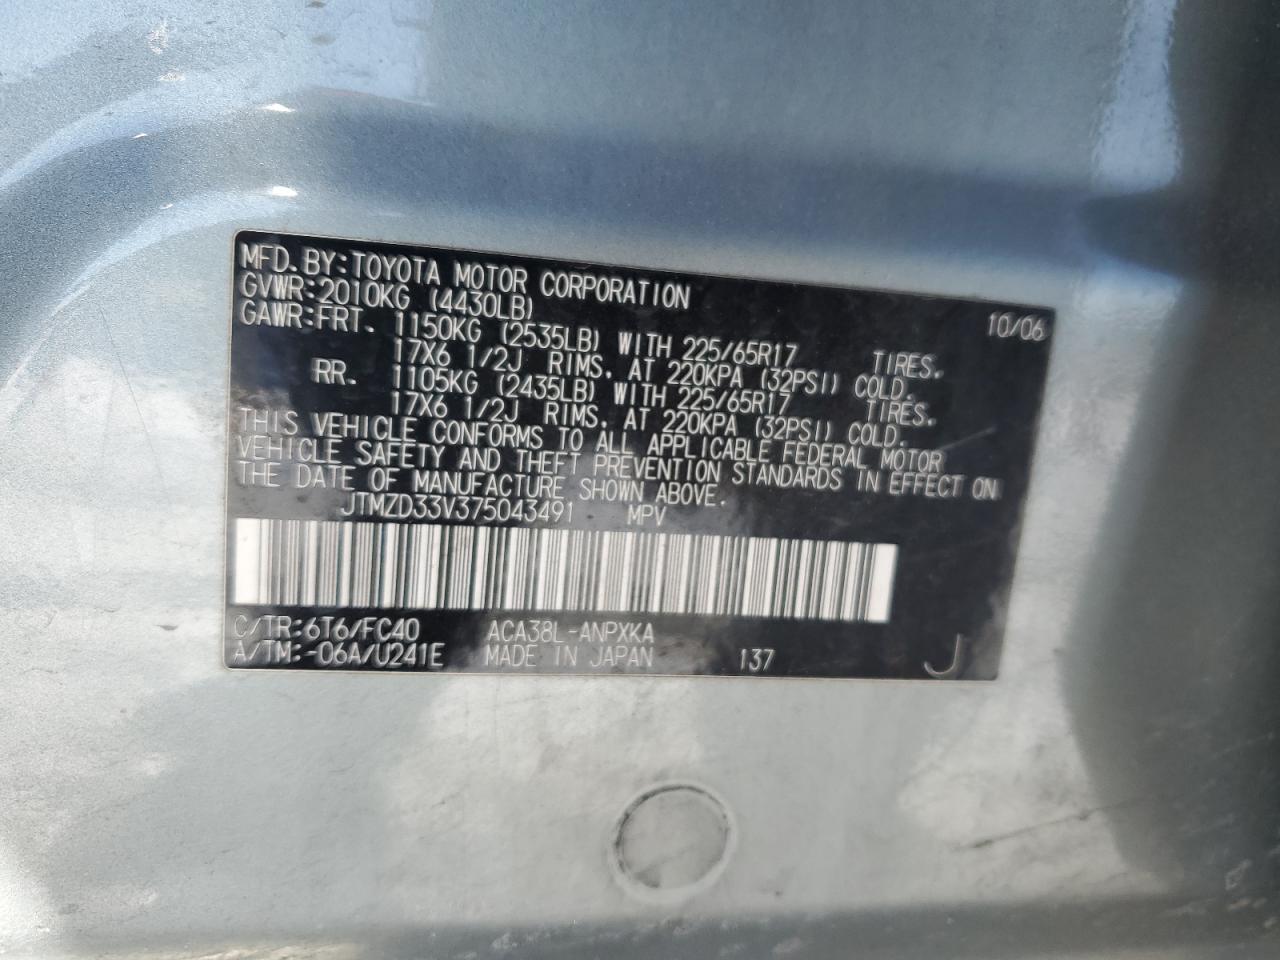 MFD. BY: TOYOTA MOTOR CORPORATION 10/06
GVWR: 2010KG (4430LB)
GAWR: FRT. 1150KG (2535LB) WITH 225/65R17 TIRES.
17X6 1/2J RIMS. AT 220KPA (32PSI) COLD.
RR. 1105KG (2435LB) WITH 225/65R17 TIRES.
17X6 1/2J RIMS. AT 220KPA (32PSI) COLD.
THIS VEHICLE CONFORMS TO ALL APPLICABLE FEDERAL MOTOR
VEHICLE SAFETY AND THEFT PREVENTION STANDARDS IN EFFECT ON
THE DATE OF MANUFACTURE SHOWN ABOVE.
JTMZD33V375043491 MPV
C/TR: 6T6/FC40 ACA38L-ANPXKA
A/TM: -06A/U241E MADE IN JAPAN 137 J